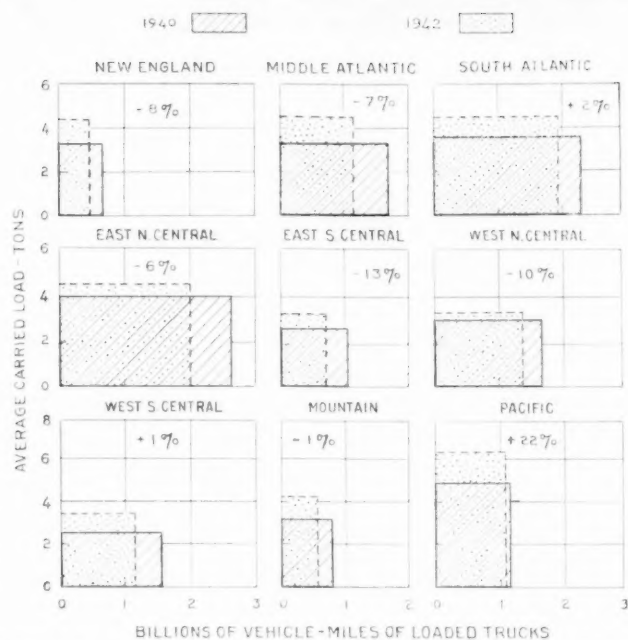 1940 1942
NEW ENGLAND MIDDLE ATLANTIC SOUTH ATLANTIC
6
4
2
0
- 8% - 7% + 2%
EAST N. CENTRAL EAST S. CENTRAL WEST N. CENTRAL
6
4
2
0
- 6% -13% -10%
WEST S. CENTRAL MOUNTAIN PACIFIC
8
6
4
2
0
+ 1% - 1% + 22%
0 1 2 3 0 1 2 0 1 2 3
AVERAGE CARRIED LOAD - TONS
BILLIONS OF VEHICLE-MILES OF LOADED TRUCKS